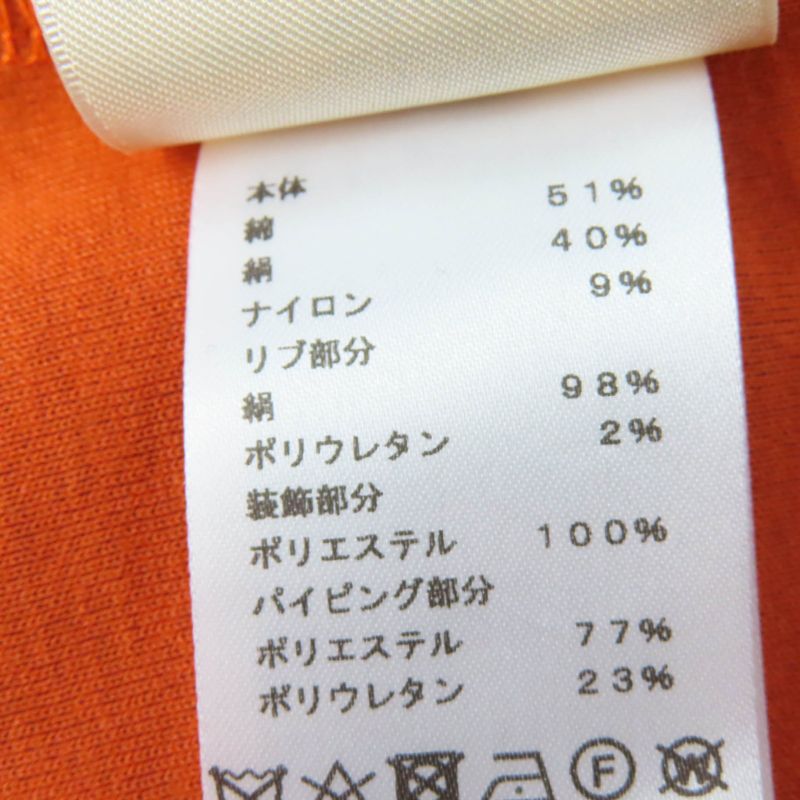 本体
綿 51%
絹 40%
ナイロン 9%
リブ部分
絹 98%
ポリウレタン 2%
装飾部分
ポリエステル 100%
パイピング部分
ポリエステル 77%
ポリウレタン 23%
F W